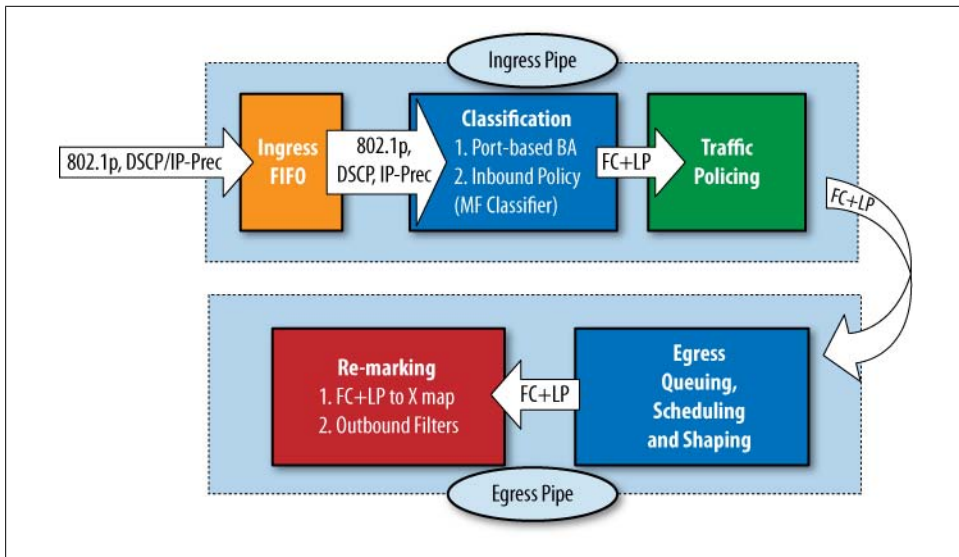 Ingress Pipe
802.1p, DSCP/IP-Prec
Ingress
FIFO
802.1p,
DSCP, IP-Prec
Classification
1. Port-based BA
2. Inbound Policy
(MF Classifier)
FC+LP
Traffic
Policing
FC+LP
Egress
Queuing,
Scheduling
and Shaping
FC+LP
Re-marking
1. FC+LP to X map
2. Outbound Filters
Egress Pipe